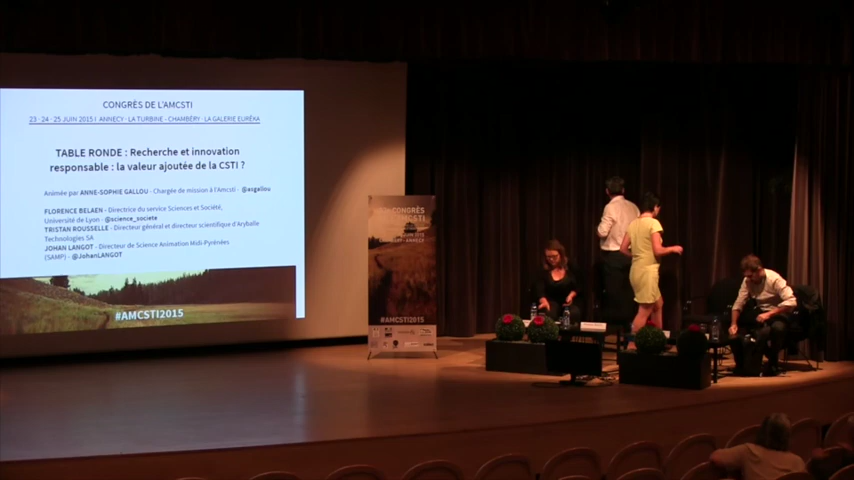 CONGRÈS DE L'AMCSTI
23 - 24 - 25 JUIN 2015 I ANNECY - LA TURBINE - CHAMBÉRY - LA GALERIE EURÊKA
TABLE RONDE : Recherche et innovation
responsable : la valeur ajoutée de la CSTI ?
Animée par ANNE-SOPHIE GALLOU - Chargée de mission à l'Amcsti - @asgallou
FLORENCE BELAEN - Directrice du service Sciences et Société,
Université de Lyon - @science_societe
TRISTAN ROUSSELLE - Directeur général et directeur scientifique d'Aryballe
Technologies SA
JOHAN LANGOT - Directeur de Science Animation Midi-Pyrénées
(SAMP) - @JohanLANGOT
#AMCSTI2015
CONGRÈS
AMCSTI
#AMCSTI2015